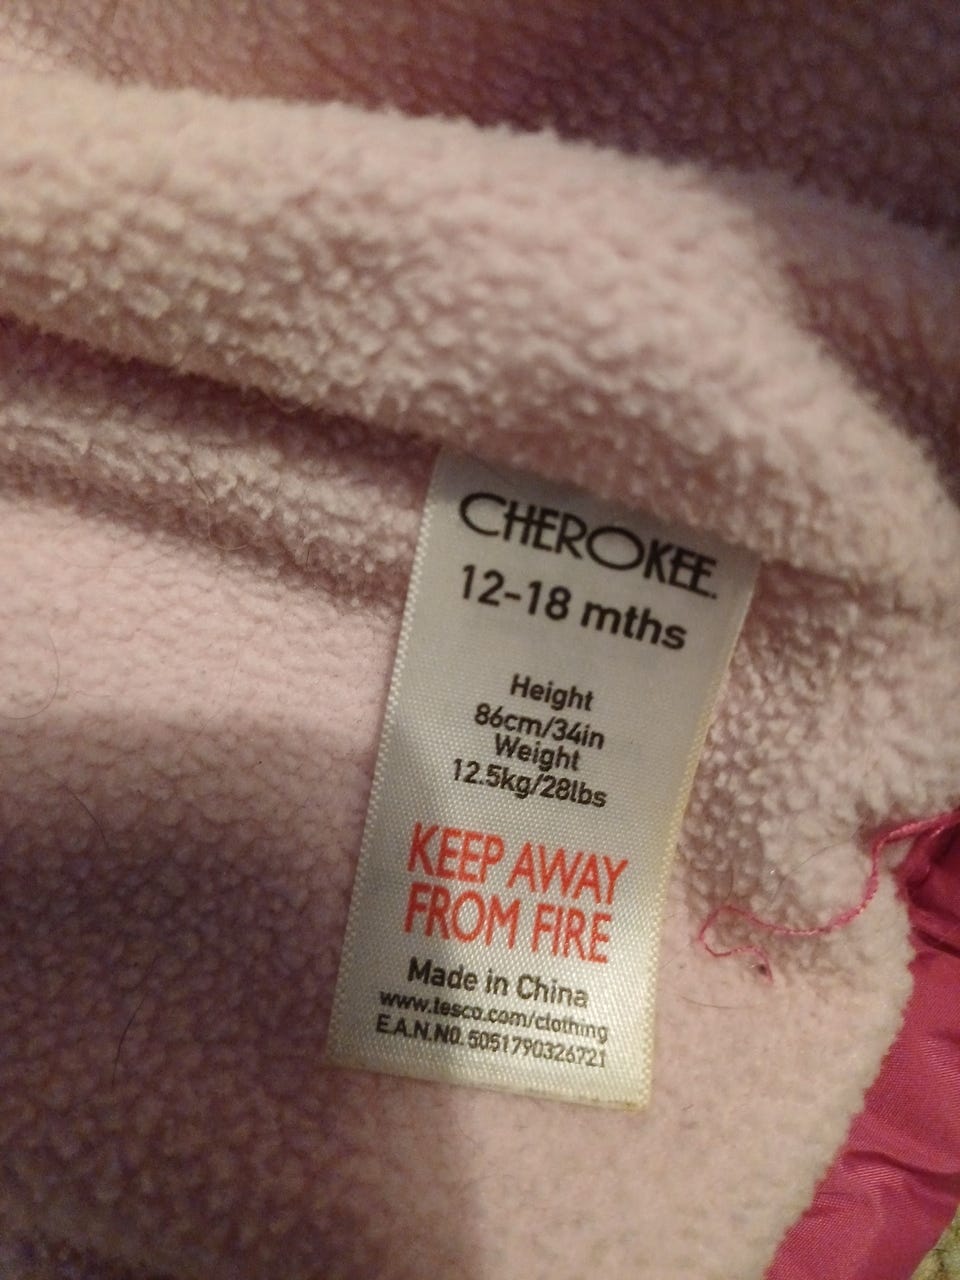 CHEROKEE.
12-18 mths
Height
86cm/34in
Weight
12.5kg/28lbs
KEEP AWAY
FROM FIRE
Made in China
www.tesco.com/clothing
E.A.N.NO. 5051790326721